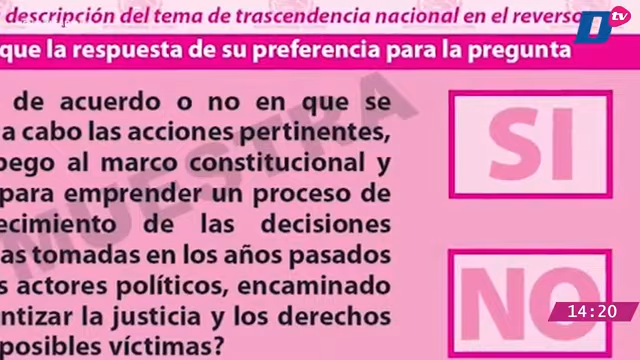 descripción del tema de trascendencia nacional en el reverso
que la respuesta de su preferencia para la pregunta
de acuerdo o no en que se
a cabo las acciones pertinentes,
pego al marco constitucional y
para emprender un proceso de
ecimiento de las decisiones
as tomadas en los años pasados
s actores políticos, encaminado
ntizar la justicia y los derechos
posibles víctimas?
SI
NO
MUESTRA
D tv
14:20